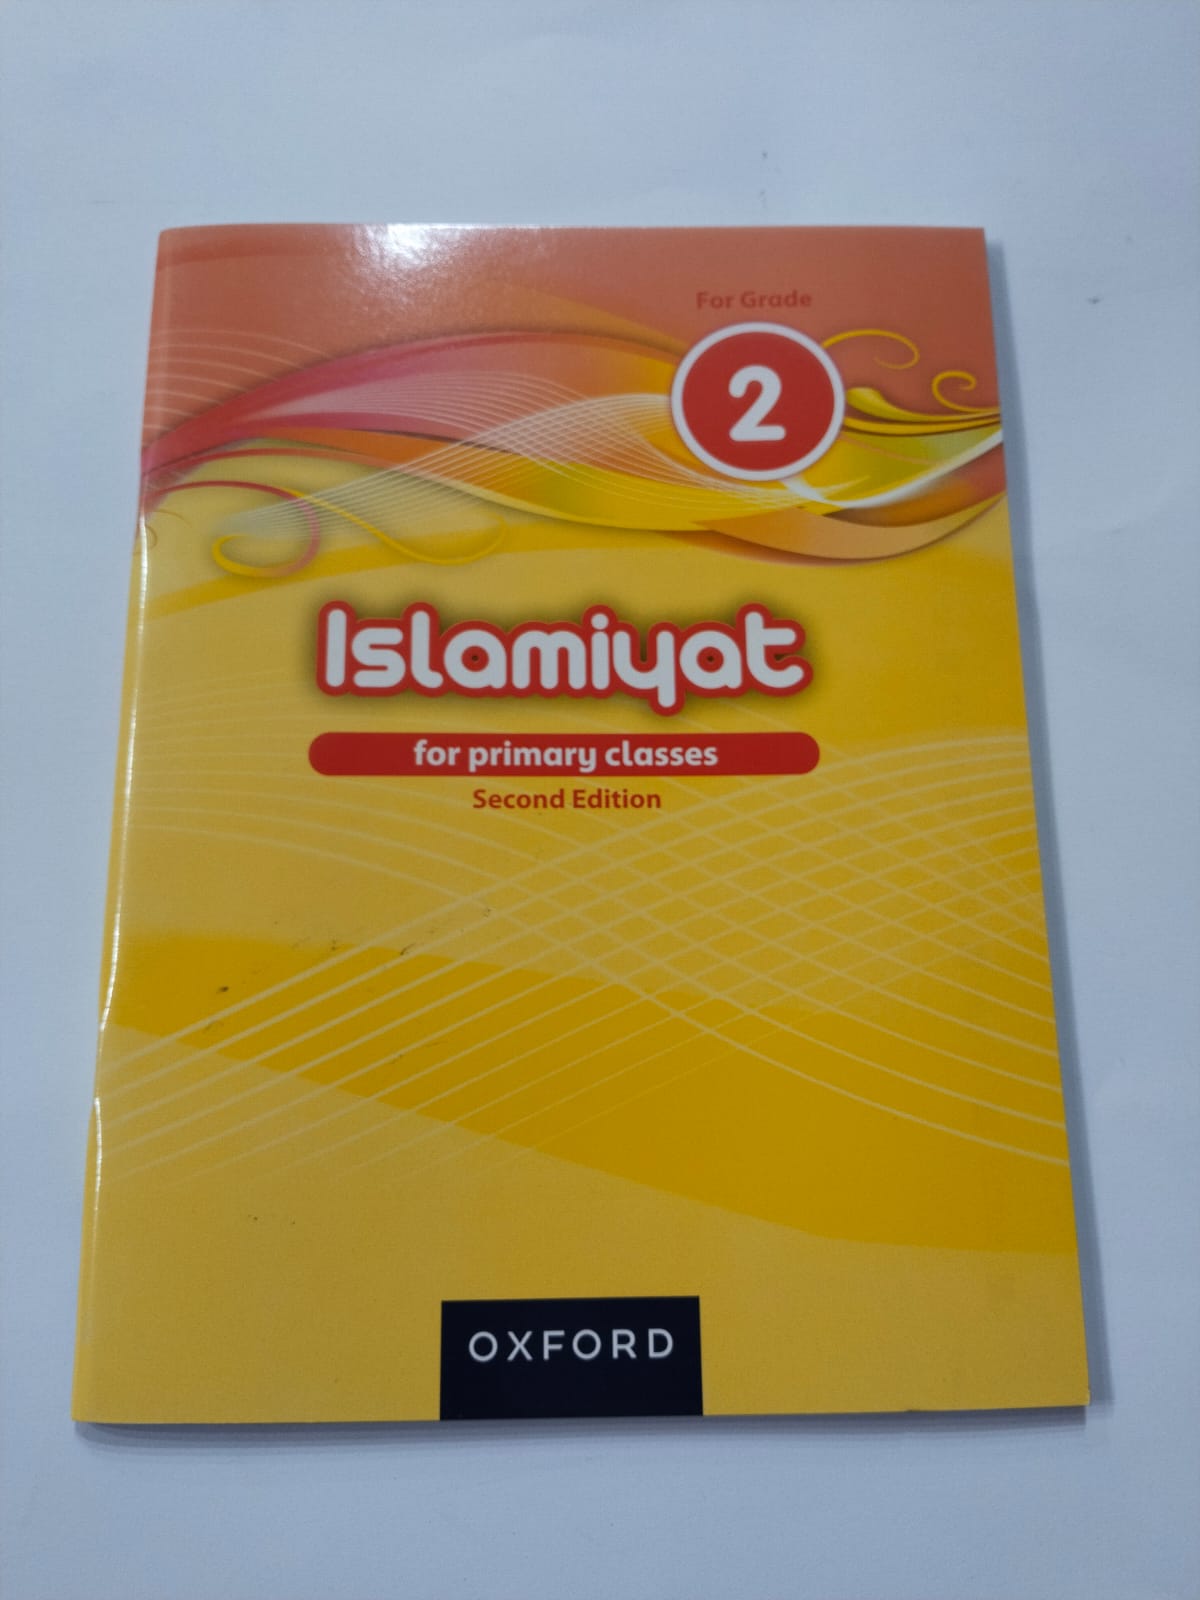 For Grade
2
Islamiyat
for primary classes
Second Edition
OXFORD